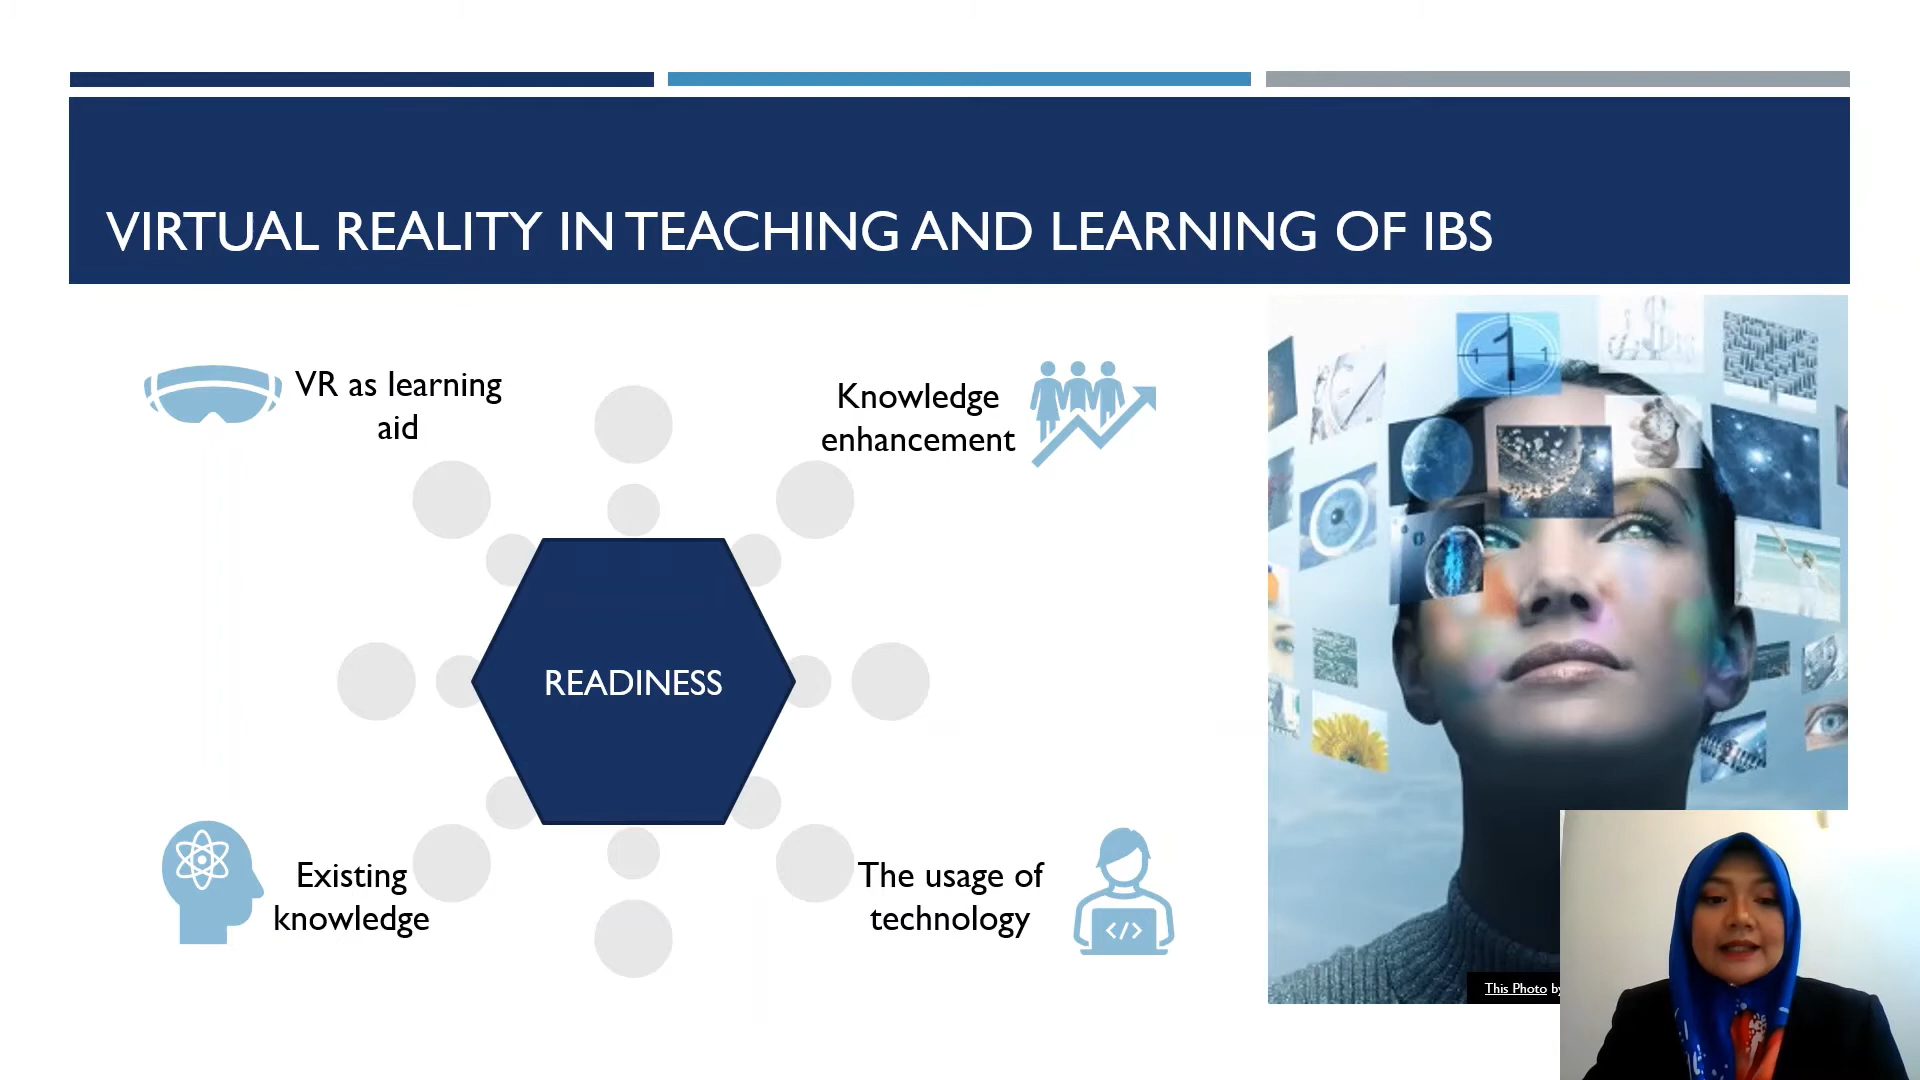 VIRTUAL REALITY IN TEACHING AND LEARNING OF IBS
VR as learning
aid
Knowledge
enhancement
1
READINESS
Existing
knowledge
The usage of
technology
</>
This Photo by